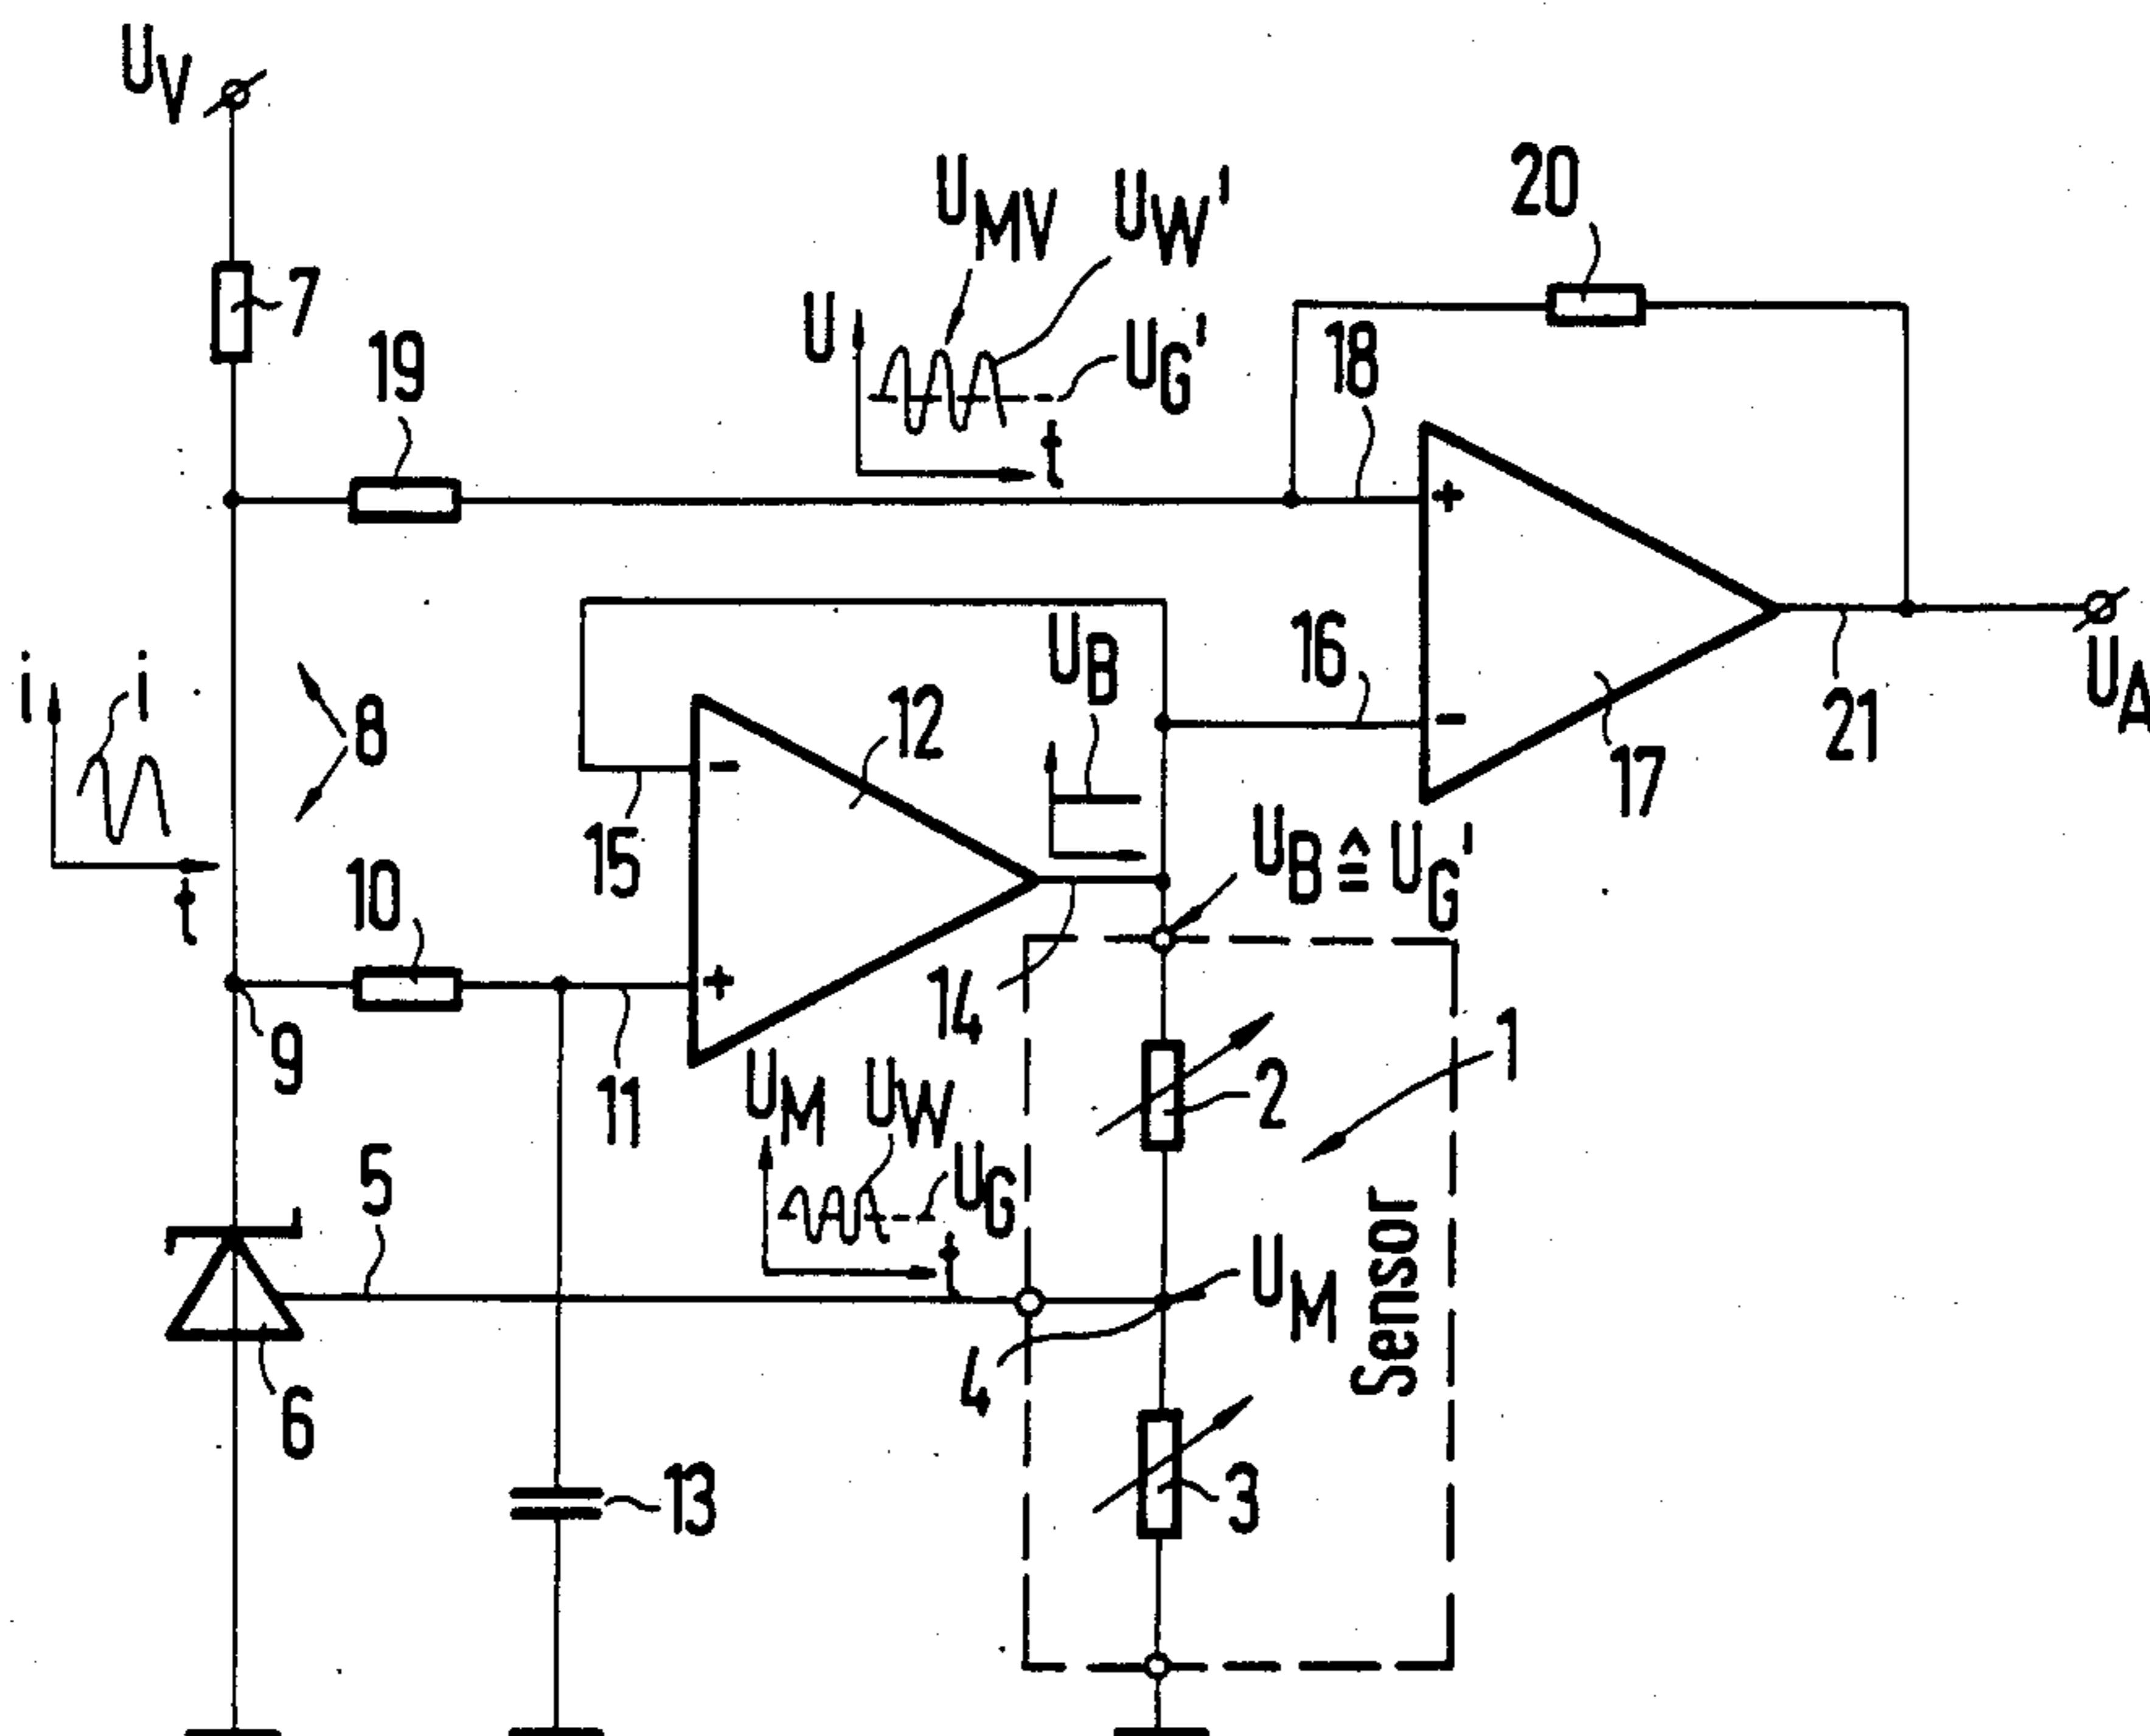 U_V
7
19
U_MV
U_W'
U
U_G'
t
20
18
16
17
21
U_A
i
i
8
t
12
15
U_B
U_B ≙ U_G'
10
9
11
14
1
2
U_M
U_W
U_G
t
5
4
U_M
Sensor
6
13
3
+
-
-
+